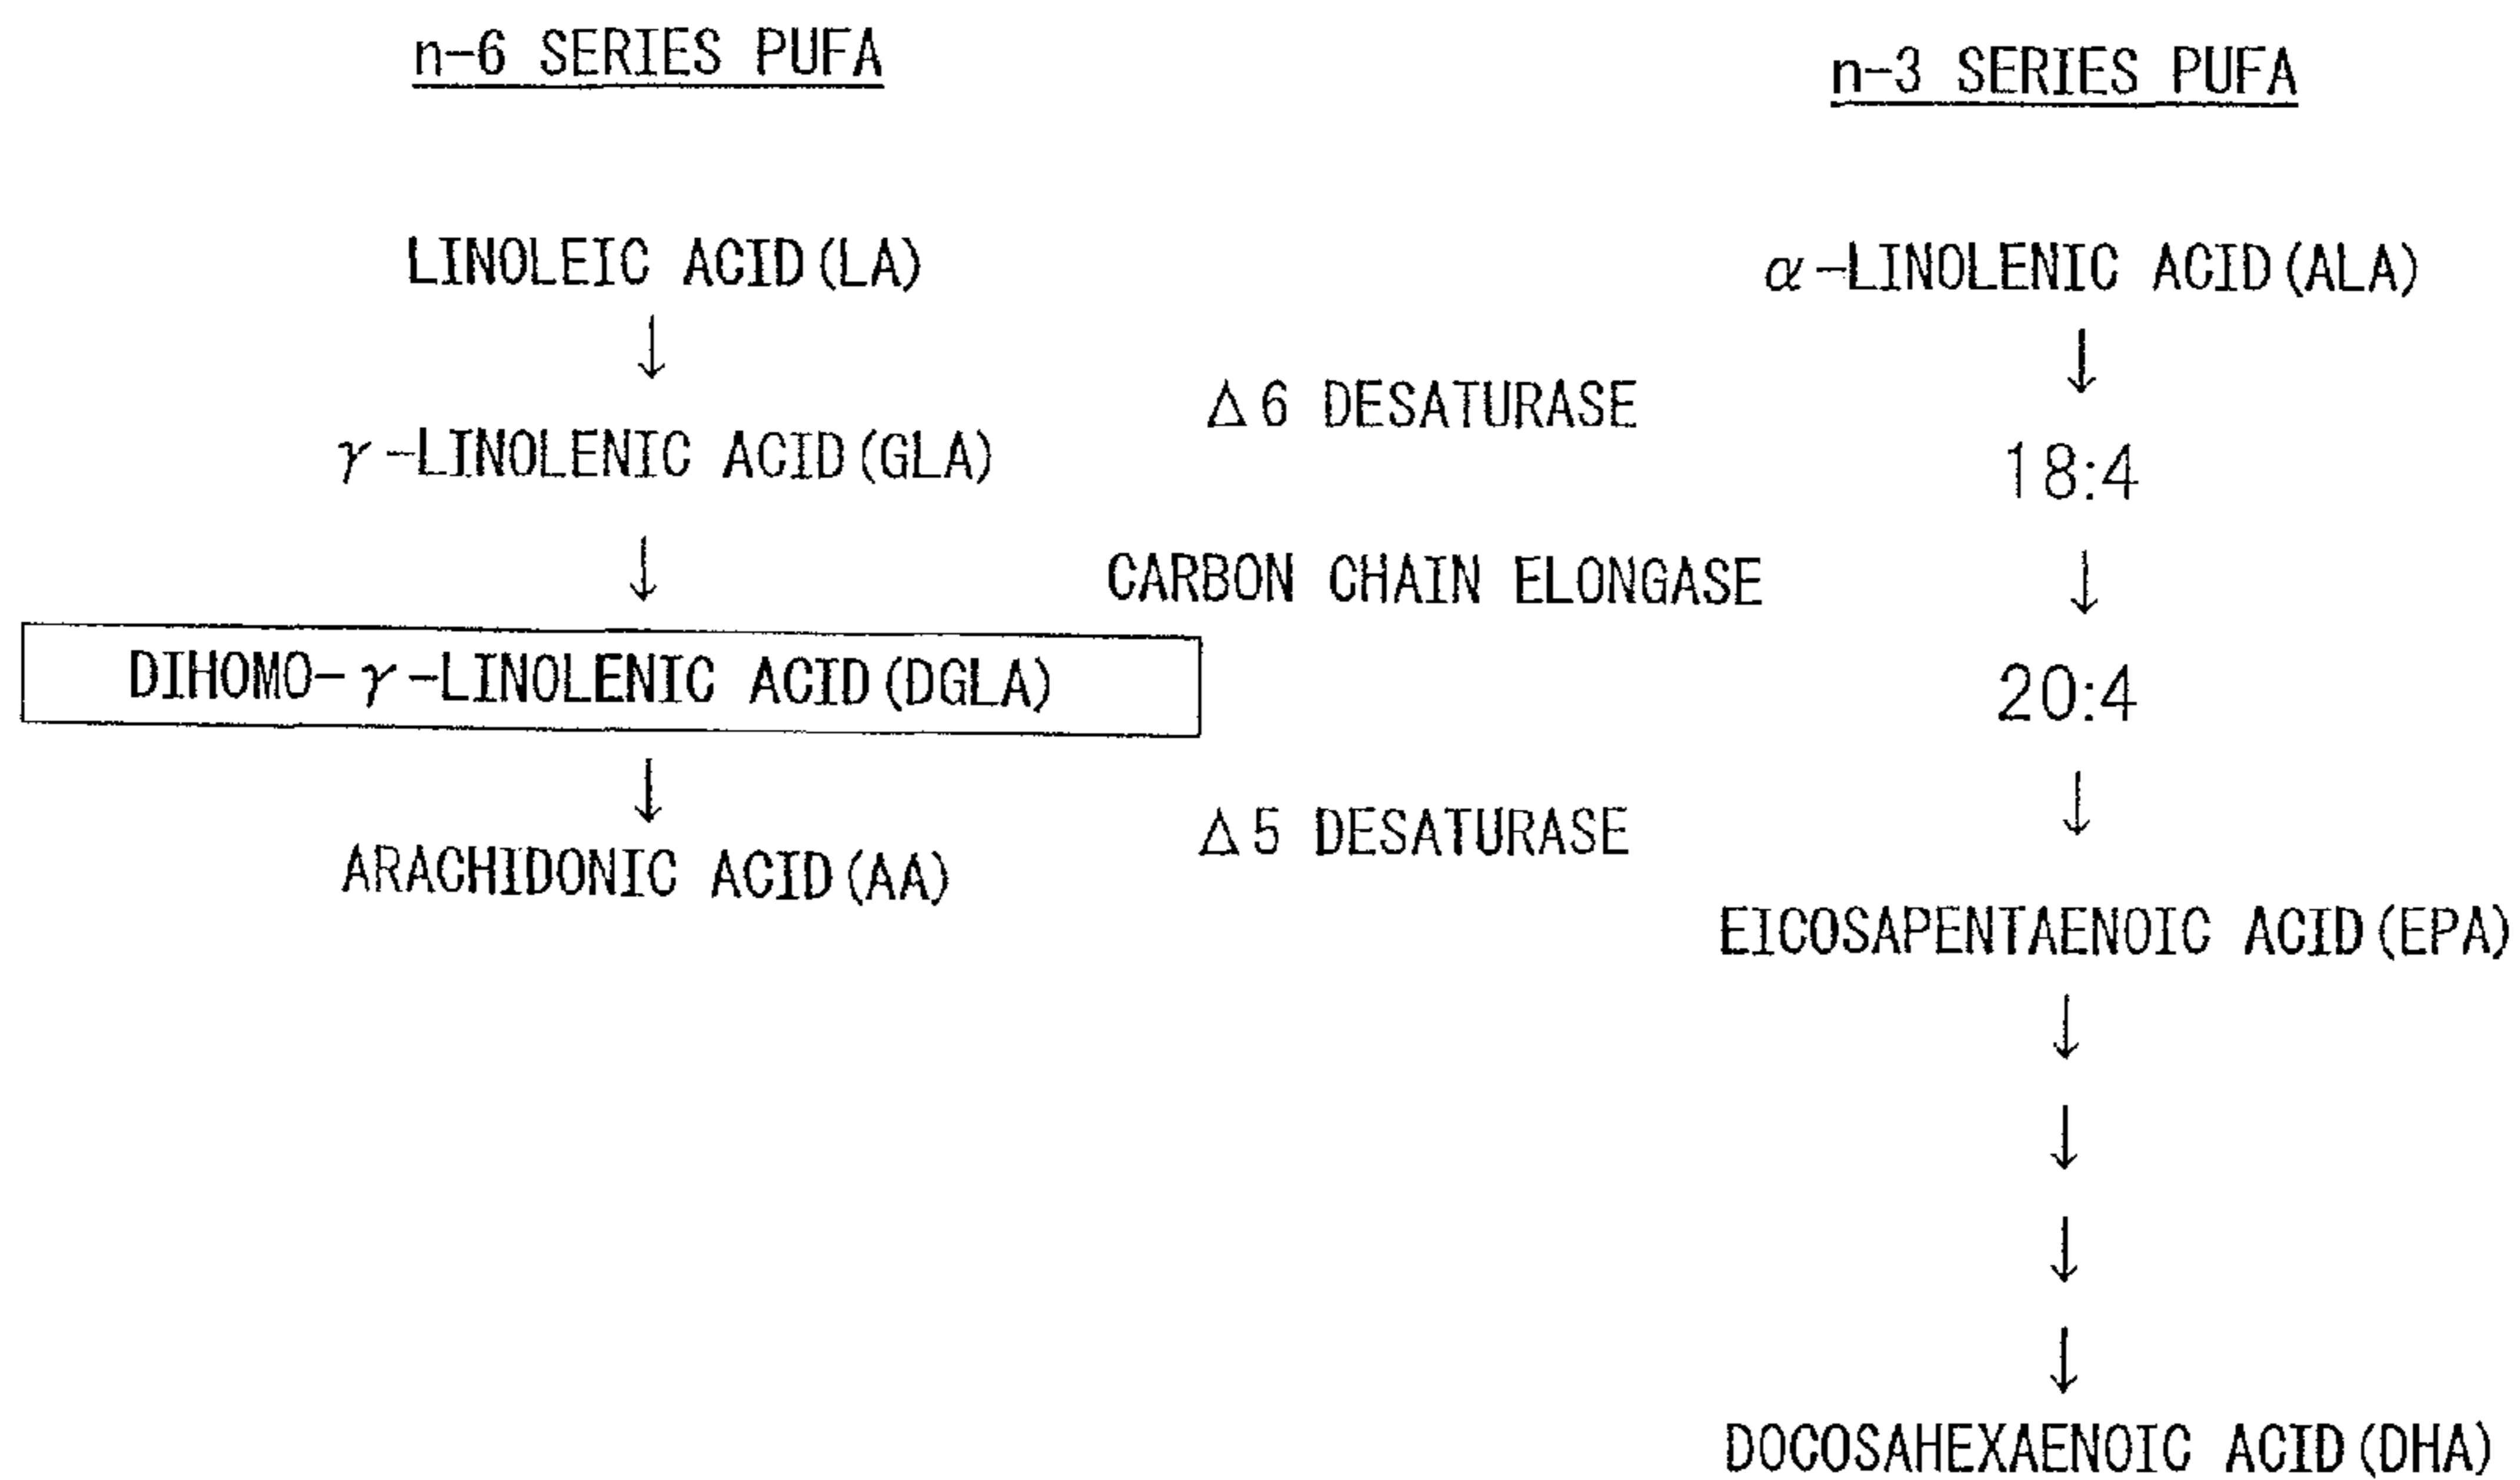 n-6 SERIES PUFA
n-3 SERIES PUFA
LINOLEIC ACID(LA)
α-LINOLENIC ACID(ALA)
↓
↓
Δ6 DESATURASE
γ-LINOLENIC ACID(GLA)
18:4
↓
↓
CARBON CHAIN ELONGASE
DIHOMO-γ-LINOLENIC ACID(DGLA)
20:4
↓
↓
Δ5 DESATURASE
ARACHIDONIC ACID(AA)
EICOSAPENTAENOIC ACID(EPA)
↓
↓
↓
↓
DOCOSAHEXAENOIC ACID(DHA)